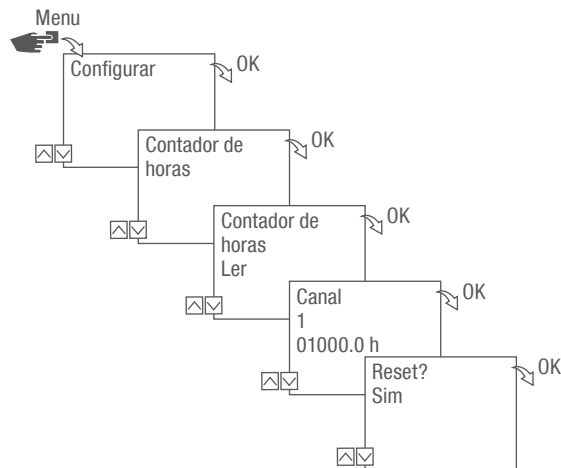 Menu
Configurar
OK
Contador de
horas
OK
Contador de
horas
Ler
OK
Canal
1
01000.0 h
OK
Reset?
Sim
OK